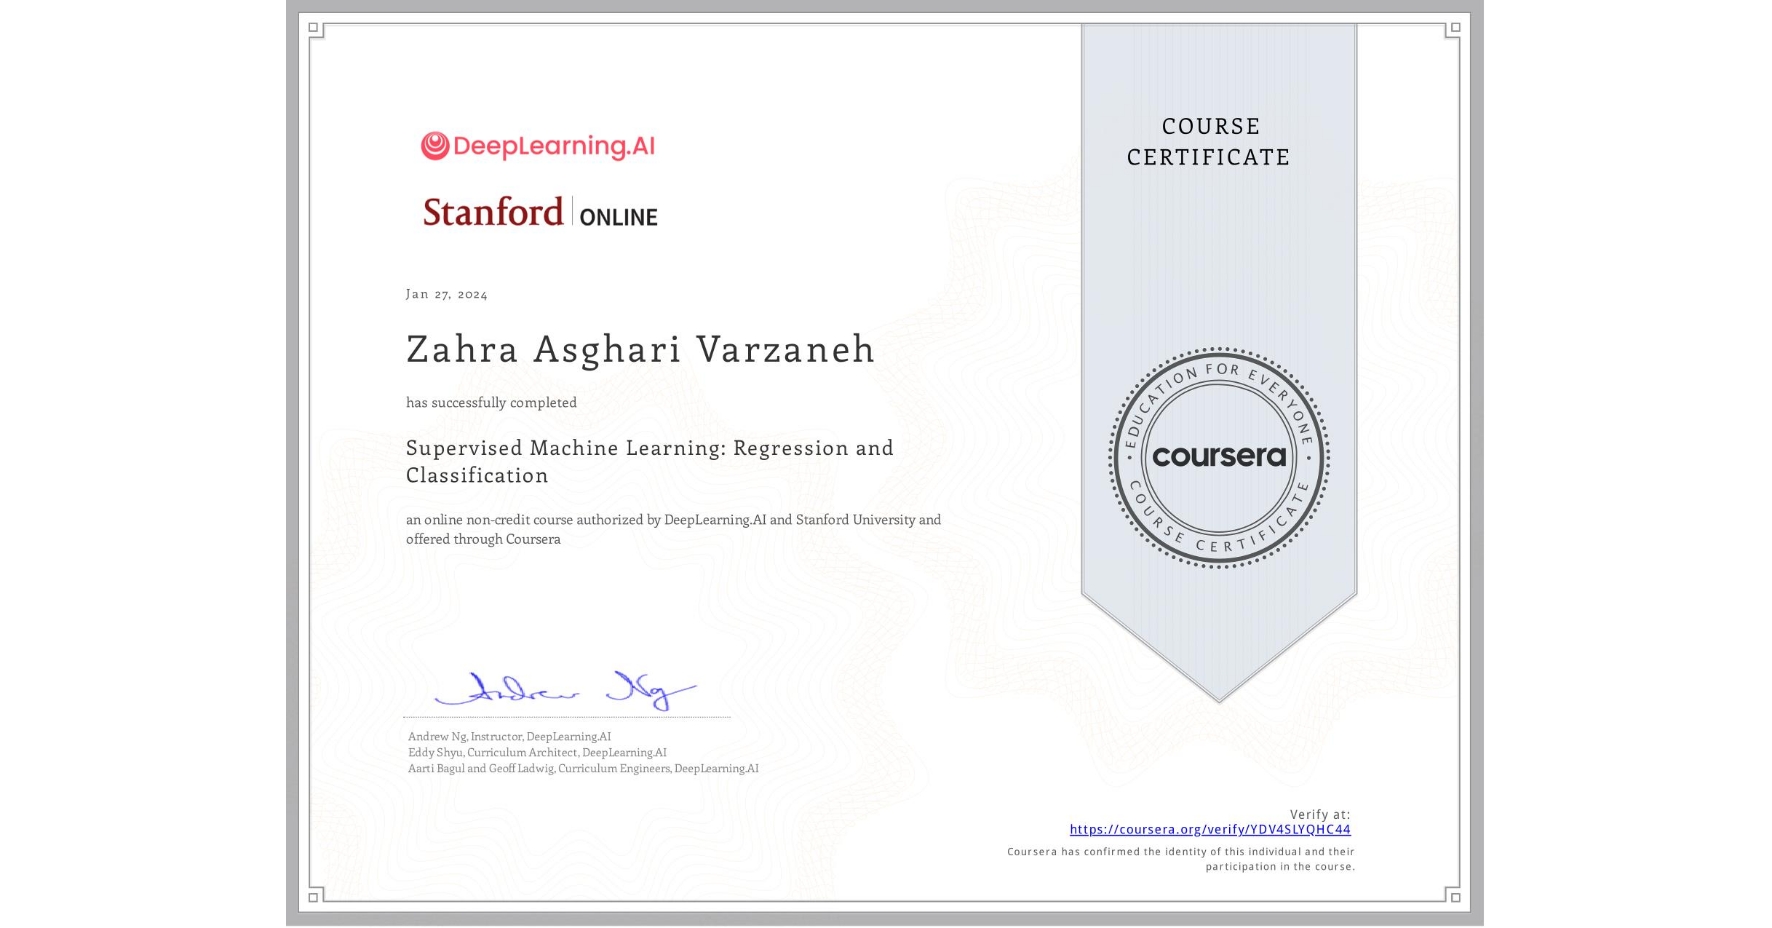 DeepLearning.AI
Stanford | ONLINE
COURSE
CERTIFICATE
Jan 27, 2024
Zahra Asghari Varzaneh
has successfully completed
Supervised Machine Learning: Regression and
Classification
an online non-credit course authorized by DeepLearning.AI and Stanford University and
offered through Coursera
EDUCATION FOR EVERYONE
coursera
COURSE CERTIFICATE
Andrew Ng
Andrew Ng, Instructor, DeepLearning.AI
Eddy Shyu, Curriculum Architect, DeepLearning.AI
Aarti Bagul and Geoff Ladwig, Curriculum Engineers, DeepLearning.AI
Verify at:
https://coursera.org/verify/YDV4SLYQHC44
Coursera has confirmed the identity of this individual and their
participation in the course.